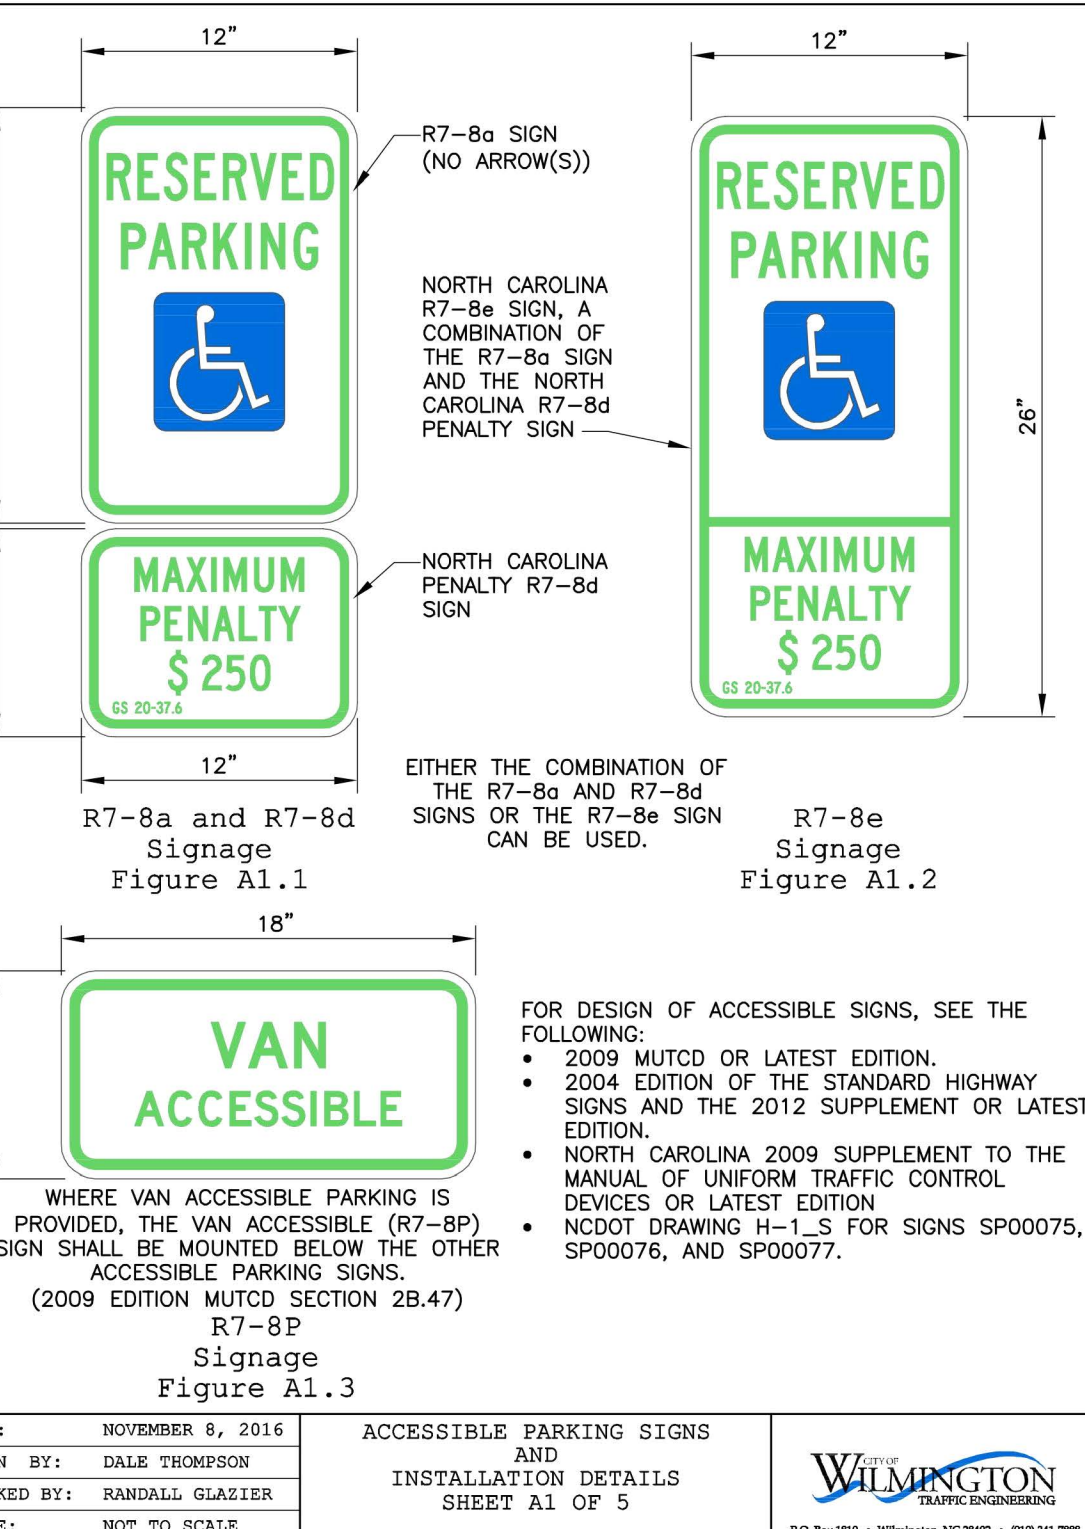 12"
12"
RESERVED
PARKING
R7-8a SIGN
(NO ARROW(S))
RESERVED
PARKING
NORTH CAROLINA
R7-8e SIGN, A
COMBINATION OF
THE R7-8a SIGN
AND THE NORTH
CAROLINA R7-8d
PENALTY SIGN
26"
MAXIMUM
PENALTY
$ 250
GS 20-37.6
NORTH CAROLINA
PENALTY R7-8d
SIGN
MAXIMUM
PENALTY
$ 250
GS 20-37.6
12"
R7-8a and R7-8d
Signage
Figure A1.1
EITHER THE COMBINATION OF
THE R7-8a AND R7-8d
SIGNS OR THE R7-8e SIGN
CAN BE USED.
R7-8e
Signage
Figure A1.2
18"
VAN
ACCESSIBLE
WHERE VAN ACCESSIBLE PARKING IS
PROVIDED, THE VAN ACCESSIBLE (R7-8P)
SIGN SHALL BE MOUNTED BELOW THE OTHER
ACCESSIBLE PARKING SIGNS.
(2009 EDITION MUTCD SECTION 2B.47)
R7-8P
Signage
Figure A1.3
FOR DESIGN OF ACCESSIBLE SIGNS, SEE THE
FOLLOWING:
• 2009 MUTCD OR LATEST EDITION.
• 2004 EDITION OF THE STANDARD HIGHWAY
SIGNS AND THE 2012 SUPPLEMENT OR LATEST
EDITION.
• NORTH CAROLINA 2009 SUPPLEMENT TO THE
MANUAL OF UNIFORM TRAFFIC CONTROL
DEVICES OR LATEST EDITION
• NCDOT DRAWING H-1_S FOR SIGNS SP00075,
SP00076, AND SP00077.
NOVEMBER 8, 2016
BY: DALE THOMPSON
BY: RANDALL GLAZIER
NOT TO SCALE
ACCESSIBLE PARKING SIGNS
AND
INSTALLATION DETAILS
SHEET A1 OF 5
CITY OF
WILMINGTON
TRAFFIC ENGINEERING